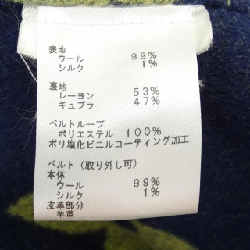 表地
ウール 99%
シルク 1%
裏地
レーヨン 53%
キュプラ 47%
ベルトループ
ポリエステル 100%
ポリ塩化ビニルコーティング加工
ベルト（取り外し可）
本体
ウール 99%
シルク 1%
皮革部分
羊革